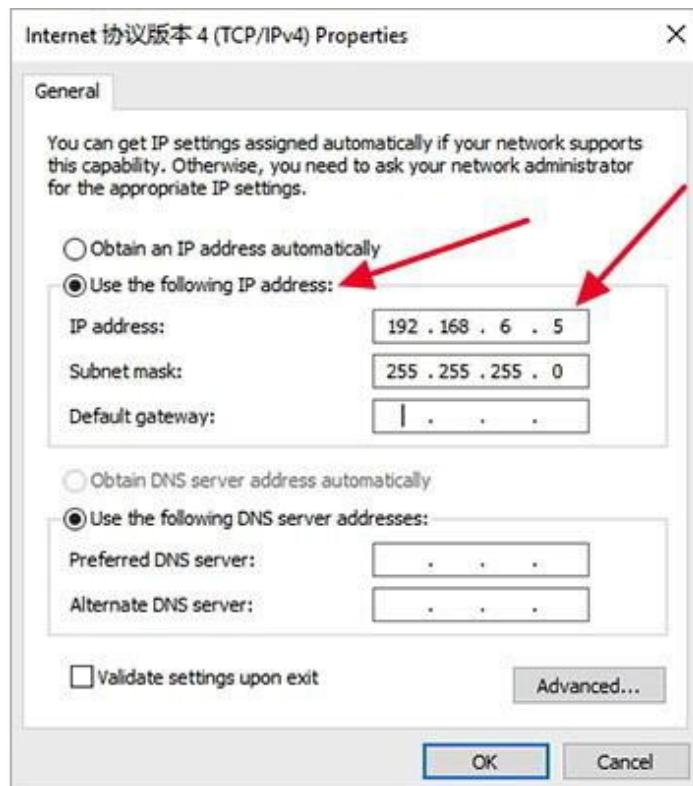 Internet 协议版本 4 (TCP/IPv4) Properties
General
You can get IP settings assigned automatically if your network supports
this capability. Otherwise, you need to ask your network administrator
for the appropriate IP settings.
Obtain an IP address automatically
Use the following IP address:
IP address: 192 . 168 . 6 . 5
Subnet mask: 255 . 255 . 255 . 0
Default gateway: . . .
Obtain DNS server address automatically
Use the following DNS server addresses:
Preferred DNS server: . . .
Alternate DNS server: . . .
Validate settings upon exit
Advanced...
OK Cancel